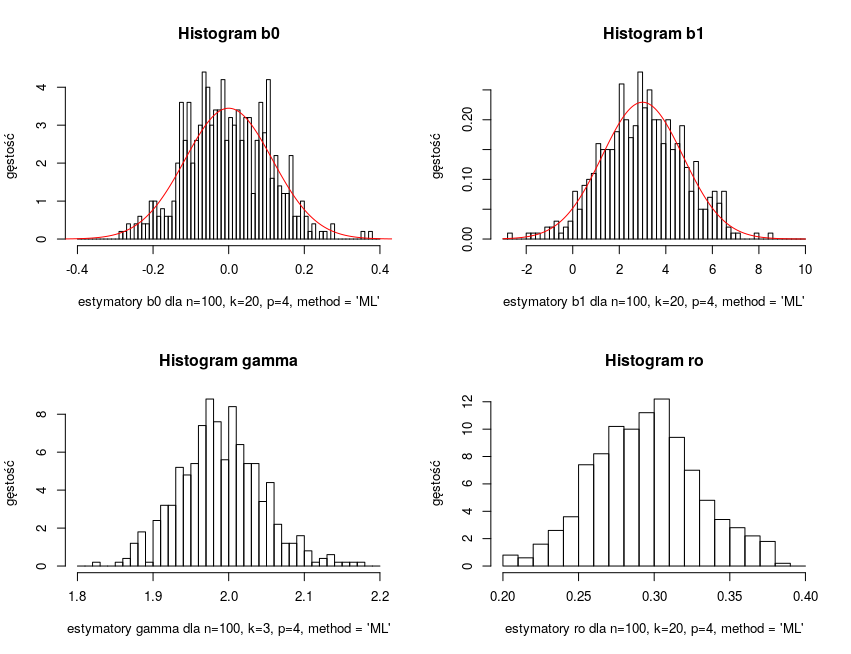 Histogram b0
gęstość
4
3
2
1
0
-0.4 -0.2 0.0 0.2 0.4
estymatory b0 dla n=100, k=20, p=4, method = 'ML'
Histogram b1
gęstość
0.20
0.10
0.00
-2 0 2 4 6 8 10
estymatory b1 dla n=100, k=20, p=4, method = 'ML'
Histogram gamma
gęstość
8
6
4
2
0
1.8 1.9 2.0 2.1 2.2
estymatory gamma dla n=100, k=3, p=4, method = 'ML'
Histogram ro
gęstość
12
10
8
6
4
2
0
0.20 0.25 0.30 0.35 0.40
estymatory ro dla n=100, k=20, p=4, method = 'ML'